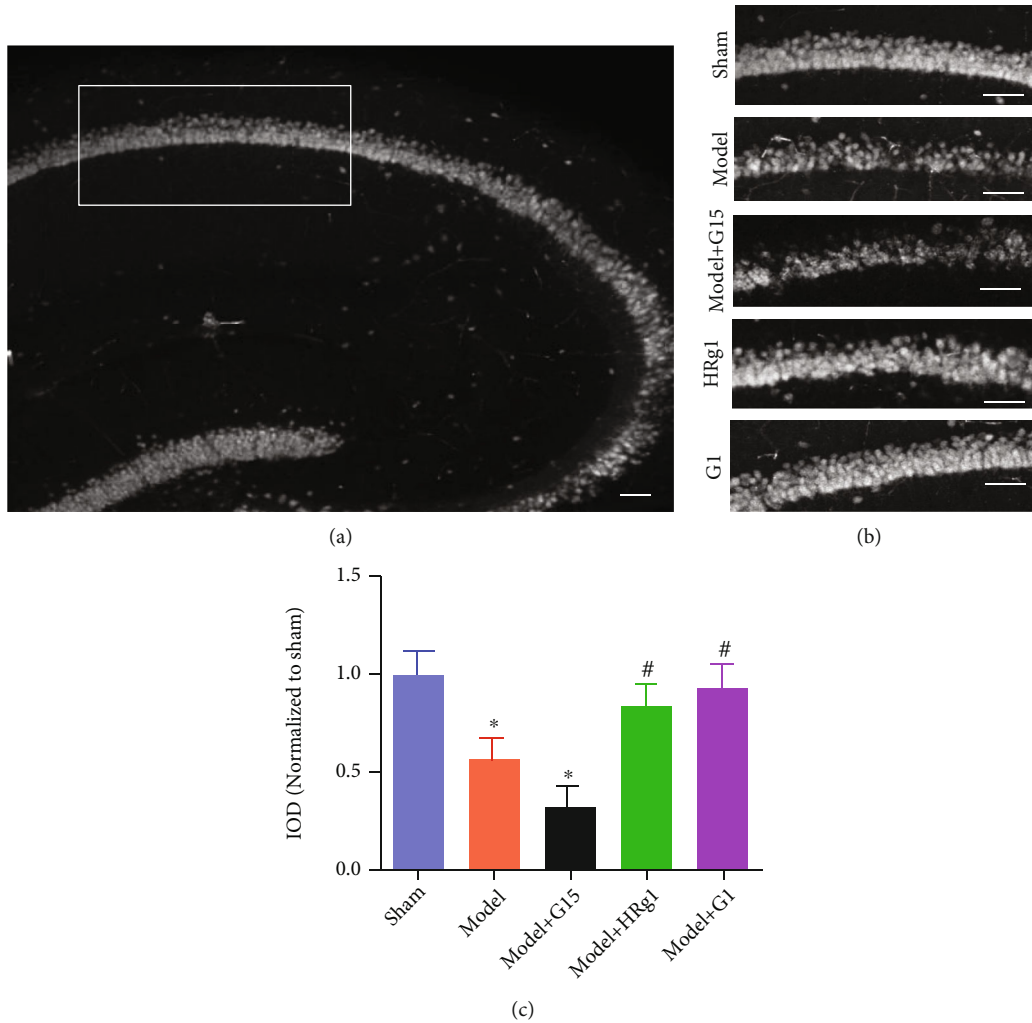 Sham
Model
Model+G15
HRg1
G1
(a)
(b)
IOD (Normalized to sham)
1.5
1.0
0.5
0.0
*
*
#
#
Sham
Model
Model+G15
Model+HRg1
Model+G1
(c)